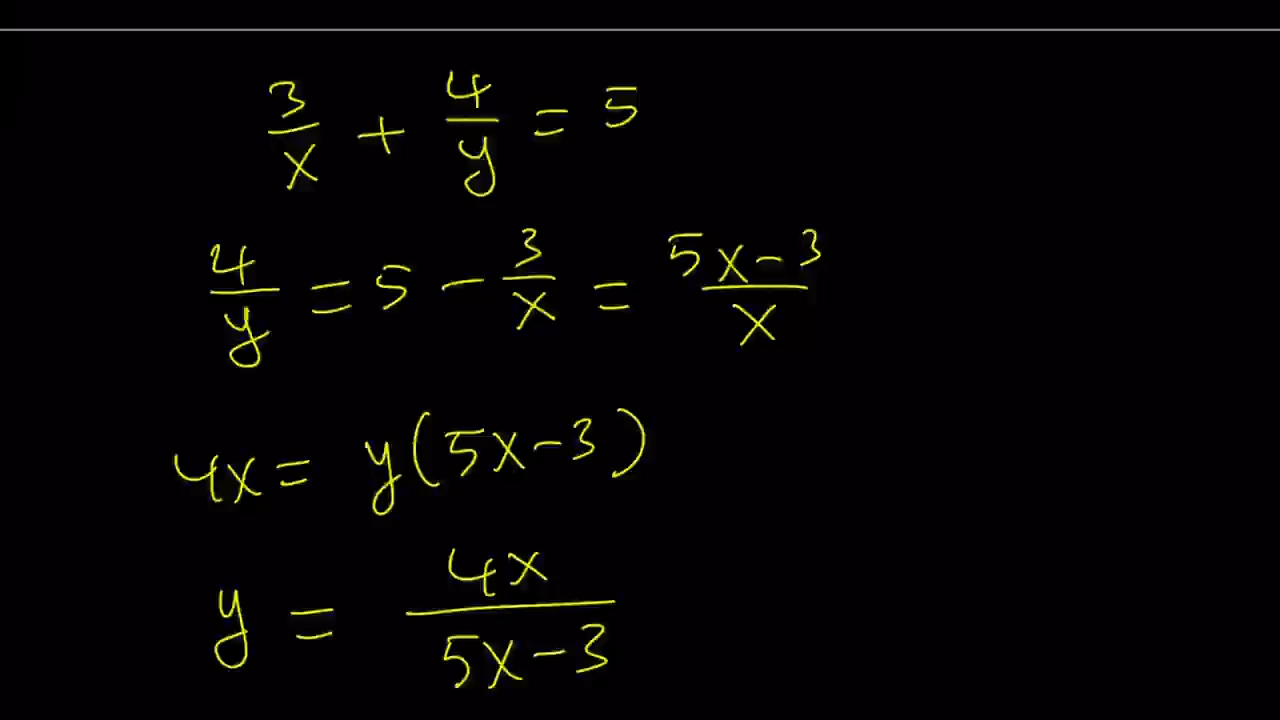 3/x + 4/y = 5
4/y = 5 - 3/x = 5x-3/x
4x = y(5x-3)
y = 4x/5x-3